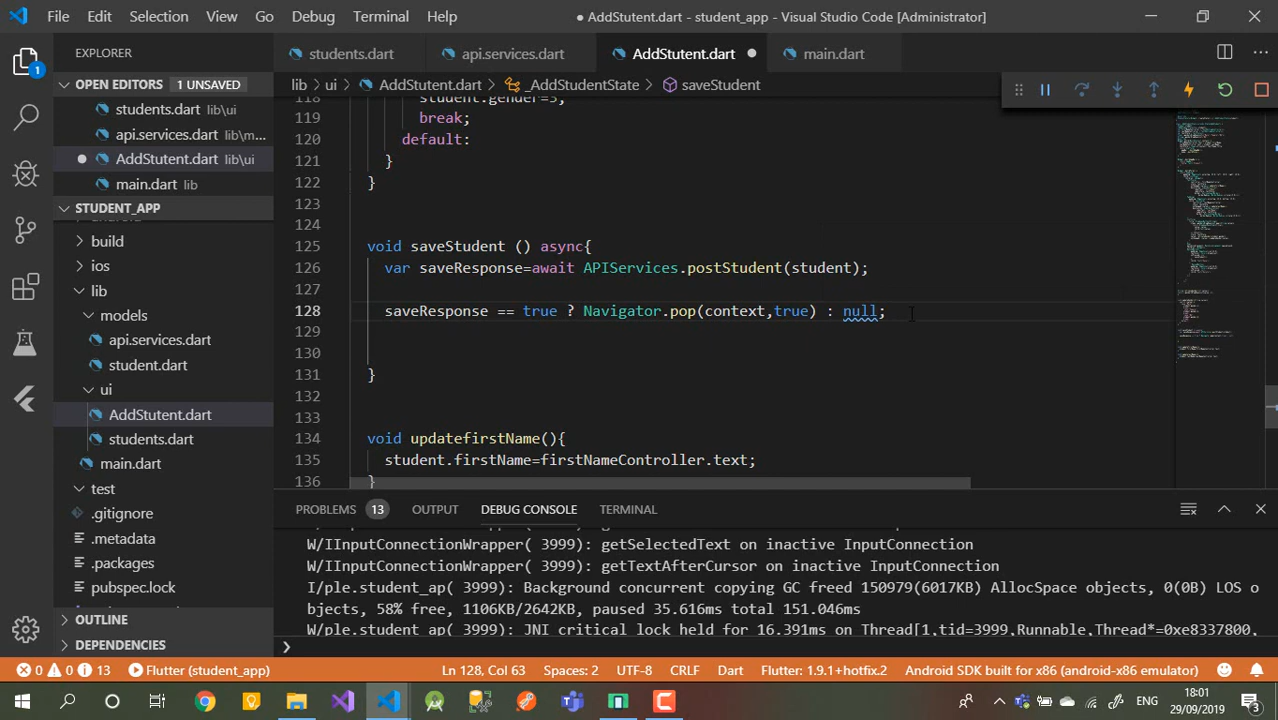 File Edit Selection View Go Debug Terminal Help
● AddStutent.dart - student_app - Visual Studio Code [Administrator]
EXPLORER
students.dart api.services.dart AddStutent.dart ● main.dart
OPEN EDITORS 1 UNSAVED
lib > ui > AddStutent.dart > _AddStudentState > saveStudent
students.dart lib\ui
api.services.dart lib\m...
AddStutent.dart lib\ui
main.dart lib
STUDENT_APP
build
ios
lib
models
api.services.dart
student.dart
ui
AddStutent.dart
students.dart
main.dart
test
.gitignore
.metadata
.packages
pubspec.lock
OUTLINE
DEPENDENCIES
1
118 student.gender=3;
119 break;
120 default:
121 }
122 }
123
124
125 void saveStudent () async{
126 var saveResponse=await APIServices.postStudent(student);
127
128 saveResponse == true ? Navigator.pop(context,true) : null;
129
130
131 }
132
133
134 void updatefirstName(){
135 student.firstName=firstNameController.text;
136 }
PROBLEMS 13 OUTPUT DEBUG CONSOLE TERMINAL
W/IInputConnectionWrapper( 3999): getSelectedText on inactive InputConnection
W/IInputConnectionWrapper( 3999): getTextAfterCursor on inactive InputConnection
I/ple.student_ap( 3999): Background concurrent copying GC freed 150979(6017KB) AllocSpace objects, 0(0B) LOS o
bjects, 58% free, 1106KB/2642KB, paused 35.616ms total 151.046ms
W/ple.student_ap( 3999): JNI critical lock held for 16.391ms on Thread[1,tid=3999,Runnable,Thread*=0xe8337800,
0 0 13 Flutter (student_app) Ln 128, Col 63 Spaces: 2 UTF-8 CRLF Dart Flutter: 1.9.1+hotfix.2 Android SDK built for x86 (android-x86 emulator)
ENG 18:01
29/09/2019
3